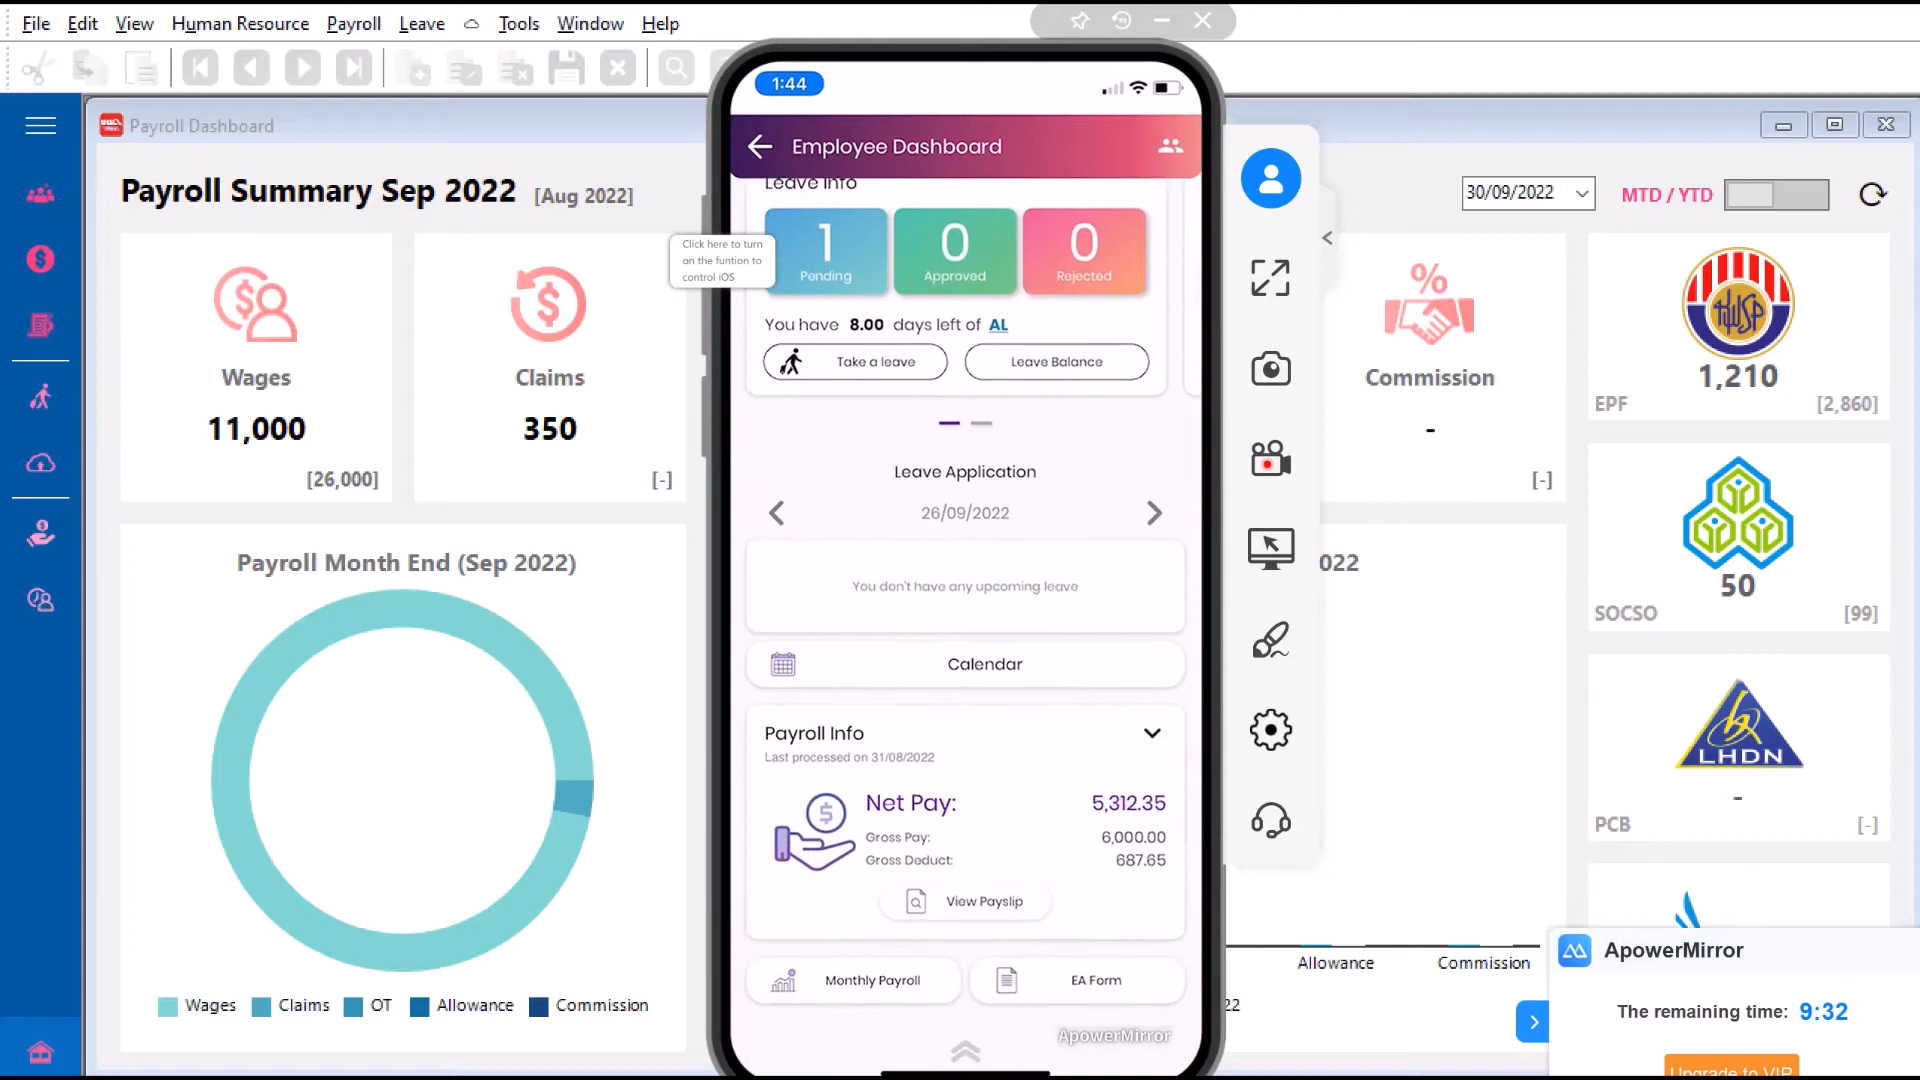 File Edit View Human Resource Payroll Leave Tools Window Help
Payroll Dashboard
Payroll Summary Sep 2022 [Aug 2022]
30/09/2022 MTD / YTD
Wages
11,000
[26,000]
Claims
350
[-]
Payroll Month End (Sep 2022)
Wages Claims OT Allowance Commission
Click here to turn
on the funtion to
control iOS
1:44
Employee Dashboard
Leave Info
1 0 0
Pending Approved Rejected
You have 8.00 days left of AL
Take a leave Leave Balance
Leave Application
26/09/2022
You don't have any upcoming leave
Calendar
Payroll Info
Last processed on 31/08/2022
Net Pay: 5,312.35
Gross Pay: 6,000.00
Gross Deduct: 687.65
View Payslip
Monthly Payroll EA Form
ApowerMirror
%
Commission
-
[-]
022
Allowance Commission
22
KWSP
1,210
EPF [2,860]
50
SOCSO [99]
LHDN
-
PCB [-]
ApowerMirror
The remaining time: 9:32
Upgrade to VIP